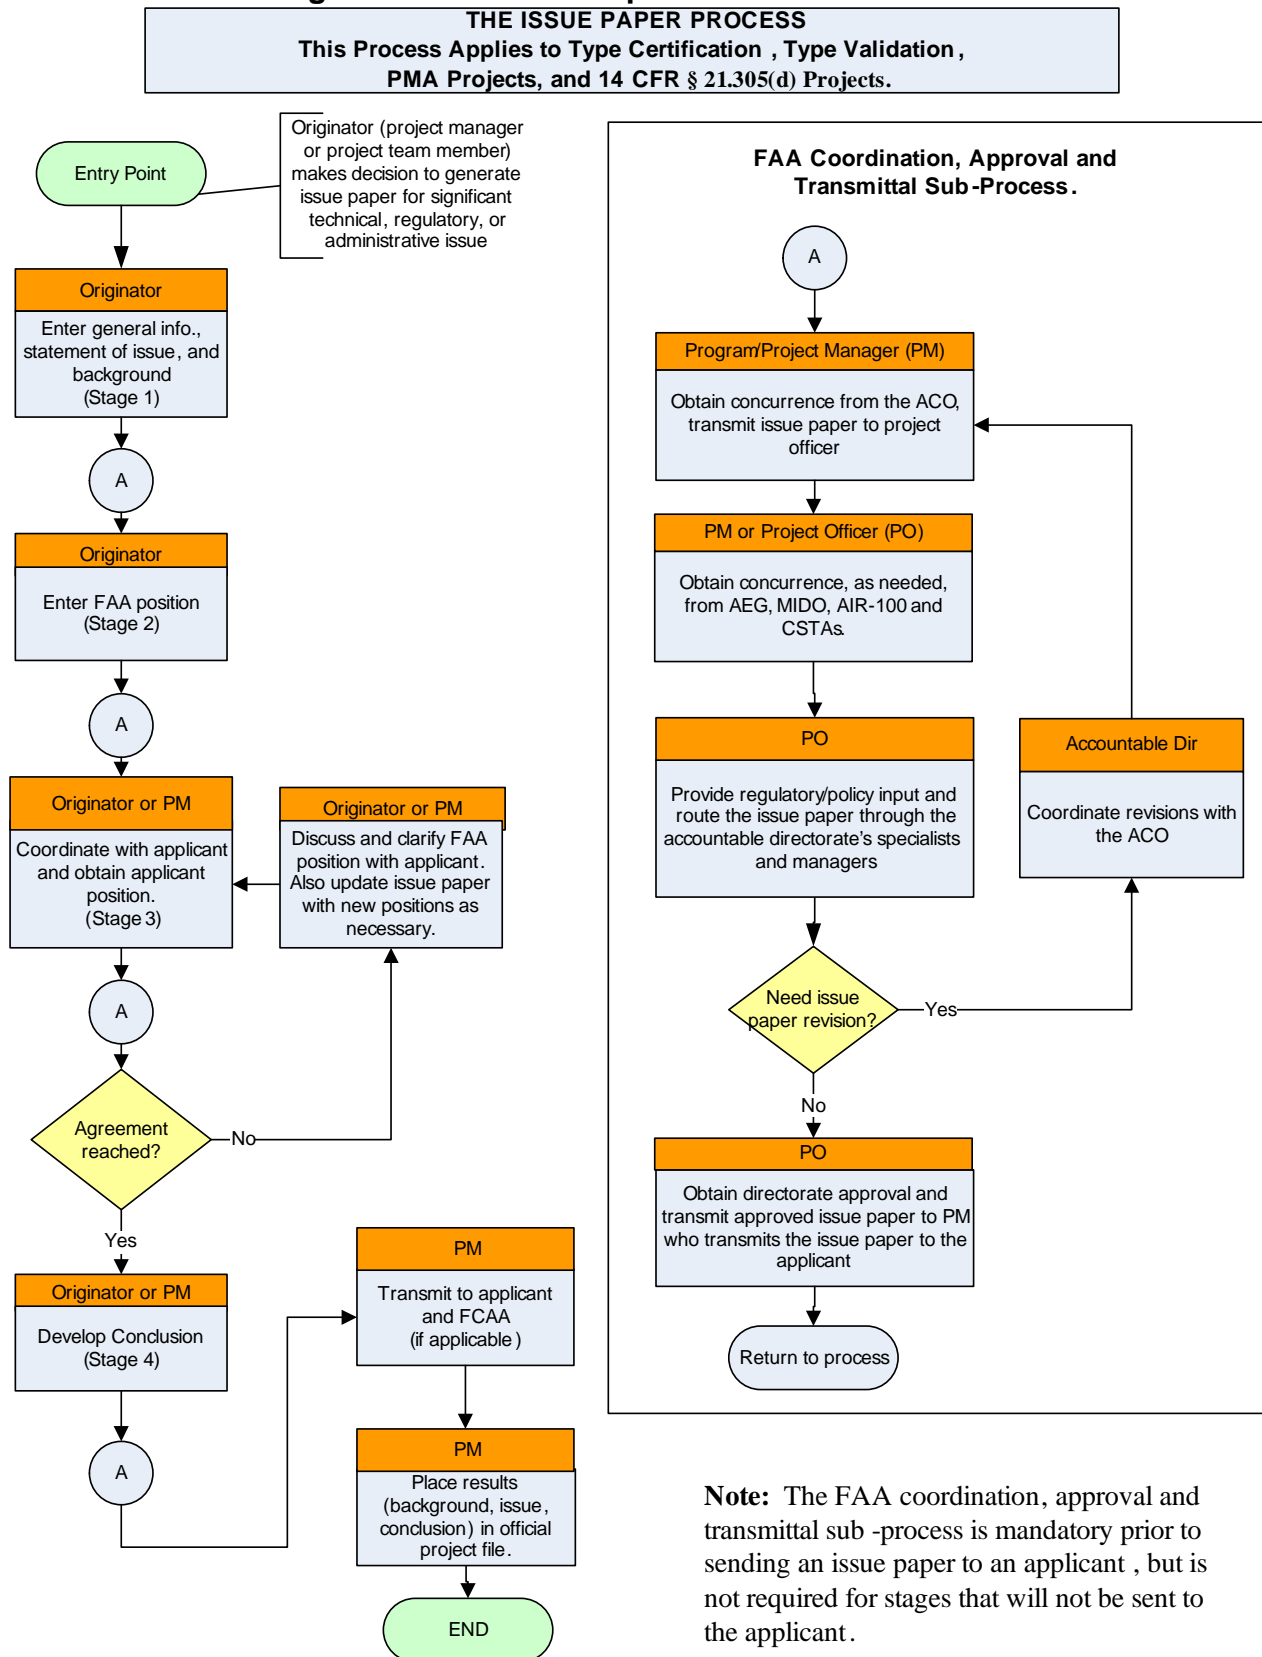 THE ISSUE PAPER PROCESS
This Process Applies to Type Certification , Type Validation ,
PMA Projects, and 14 CFR § 21.305(d) Projects.
Entry Point
Originator (project manager
or project team member)
makes decision to generate
issue paper for significant
technical, regulatory, or
administrative issue
Originator
Enter general info.,
statement of issue, and
background
(Stage 1)
A
Originator
Enter FAA position
(Stage 2)
A
Originator or PM
Coordinate with applicant
and obtain applicant
position.
(Stage 3)
Originator or PM
Discuss and clarify FAA
position with applicant.
Also update issue paper
with new positions as
necessary.
A
Agreement
reached?
No
Yes
Originator or PM
Develop Conclusion
(Stage 4)
A
PM
Transmit to applicant
and FCAA
(if applicable )
PM
Place results
(background, issue,
conclusion) in official
project file.
END
FAA Coordination, Approval and
Transmittal Sub-Process.
A
Program/Project Manager (PM)
Obtain concurrence from the ACO,
transmit issue paper to project
officer
PM or Project Officer (PO)
Obtain concurrence, as needed,
from AEG, MIDO, AIR-100 and
CSTAs.
PO
Provide regulatory/policy input and
route the issue paper through the
accountable directorate's specialists
and managers
Accountable Dir
Coordinate revisions with
the ACO
Need issue
paper revision?
Yes
No
PO
Obtain directorate approval and
transmit approved issue paper to PM
who transmits the issue paper to the
applicant
Return to process
Note: The FAA coordination, approval and
transmittal sub -process is mandatory prior to
sending an issue paper to an applicant , but is
not required for stages that will not be sent to
the applicant .